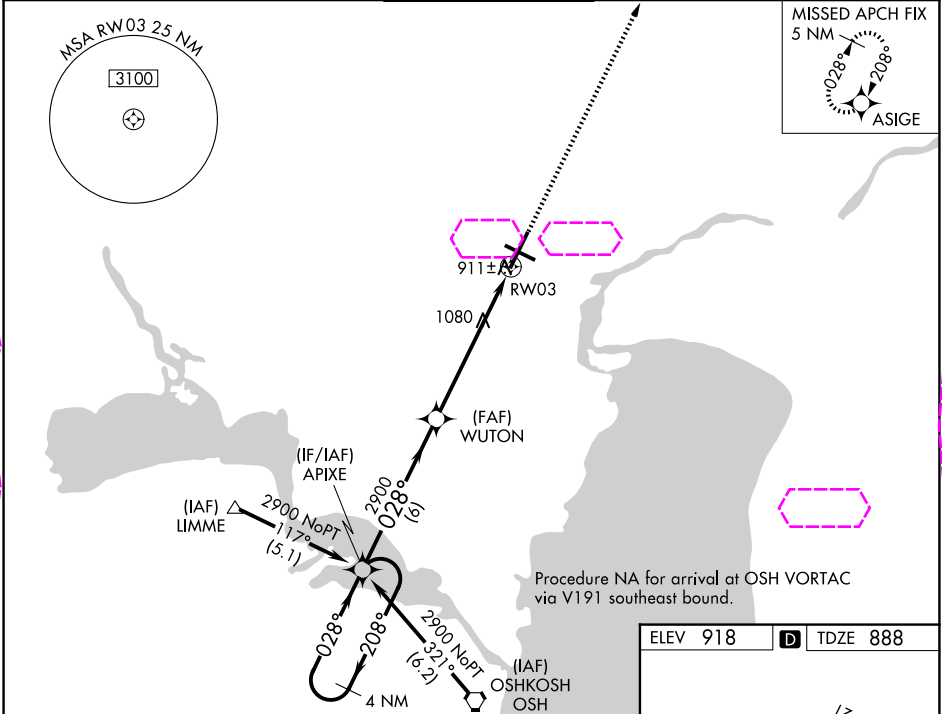 MSA RW03 25 NM
3100
MISSED APCH FIX
5 NM
028°
208°
ASIGE
911±
RW03
1080
(FAF)
WUTON
(IF/IAF)
APIXE
2900
028°
(6)
(IAF)
LIMME
2900 NoPT
117°
(5.1)
Procedure NA for arrival at OSH VORTAC
via V191 southeast bound.
028°
208°
2900 NoPT
321°
(6.2)
4 NM
(IAF)
OSHKOSH
OSH
ELEV 918
D
TDZE 888